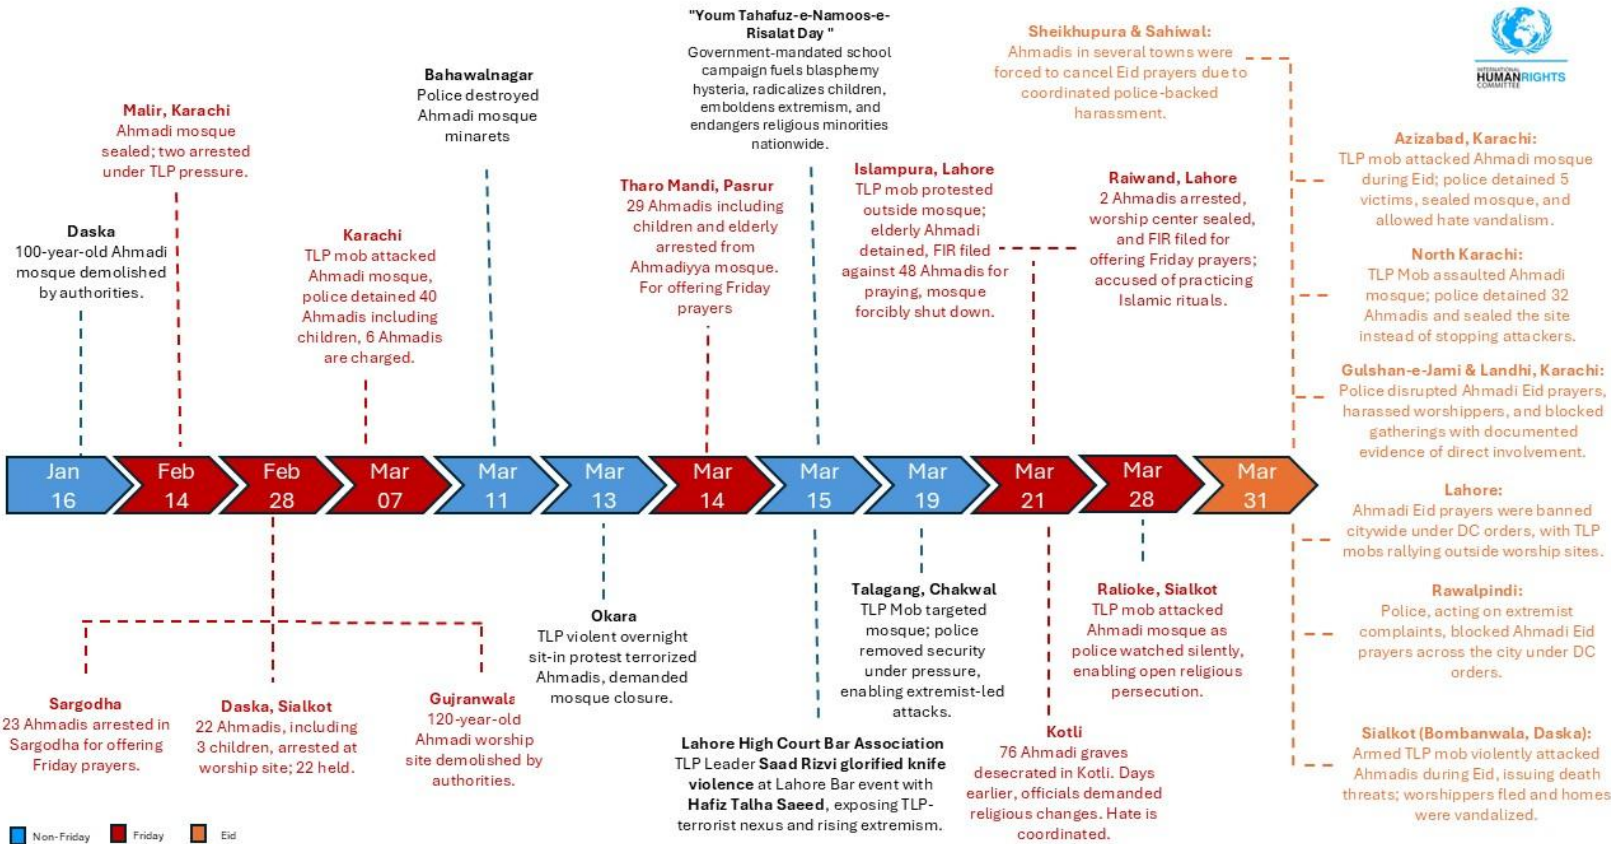 "Youm Tahafuz-e-Namoos-e-
Risalat Day "
Government-mandated school
campaign fuels blasphemy
hysteria, radicalizes children,
emboldens extremism, and
endangers religious minorities
nationwide.
Sheikhupura & Sahiwal:
Ahmadis in several towns were
forced to cancel Eid prayers due to
coordinated police-backed
harassment.
INTERNATIONAL
HUMANRIGHTS
COMMITTEE
Bahawalnagar
Police destroyed
Ahmadi mosque
minarets
Malir, Karachi
Ahmadi mosque
sealed; two arrested
under TLP pressure.
Daska
100-year-old Ahmadi
mosque demolished
by authorities.
Karachi
TLP mob attacked
Ahmadi mosque,
police detained 40
Ahmadis including
children, 6 Ahmadis
are charged.
Tharo Mandi, Pasrur
29 Ahmadis including
children and elderly
arrested from
Ahmadiyya mosque.
For offering Friday
prayers
Islampura, Lahore
TLP mob protested
outside mosque;
elderly Ahmadi
detained, FIR filed
against 48 Ahmadis for
praying, mosque
forcibly shut down.
Raiwand, Lahore
2 Ahmadis arrested,
worship center sealed,
and FIR filed for
offering Friday prayers;
accused of practicing
Islamic rituals.
Azizabad, Karachi:
TLP mob attacked Ahmadi mosque
during Eid; police detained 5
victims, sealed mosque, and
allowed hate vandalism.
North Karachi:
TLP Mob assaulted Ahmadi
mosque; police detained 32
Ahmadis and sealed the site
instead of stopping attackers.
Gulshan-e-Jami & Landhi, Karachi:
Police disrupted Ahmadi Eid prayers,
harassed worshippers, and blocked
gatherings with documented
evidence of direct involvement.
Jan
16
Feb
14
Feb
28
Mar
07
Mar
11
Mar
13
Mar
14
Mar
15
Mar
19
Mar
21
Mar
28
Mar
31
Lahore:
Ahmadi Eid prayers were banned
citywide under DC orders, with TLP
mobs rallying outside worship sites.
Rawalpindi:
Police, acting on extremist
complaints, blocked Ahmadi Eid
prayers across the city under DC
orders.
Sialkot (Bombanwala, Daska):
Armed TLP mob violently attacked
Ahmadis during Eid, issuing death
threats; worshippers fled and homes
were vandalized.
Sargodha
23 Ahmadis arrested in
Sargodha for offering
Friday prayers.
Daska, Sialkot
22 Ahmadis, including
3 children, arrested at
worship site; 22 held.
Gujranwala
120-year-old
Ahmadi worship
site demolished by
authorities.
Okara
TLP violent overnight
sit-in protest terrorized
Ahmadis, demanded
mosque closure.
Lahore High Court Bar Association
TLP Leader Saad Rizvi glorified knife
violence at Lahore Bar event with
Hafiz Talha Saeed, exposing TLP-
terrorist nexus and rising extremism.
Talagang, Chakwal
TLP Mob targeted
mosque; police
removed security
under pressure,
enabling extremist-led
attacks.
Kotli
76 Ahmadi graves
desecrated in Kotli. Days
earlier, officials demanded
religious changes. Hate is
coordinated.
Ralioke, Sialkot
TLP mob attacked
Ahmadi mosque as
police watched silently,
enabling open religious
persecution.
Non-Friday
Friday
Eid